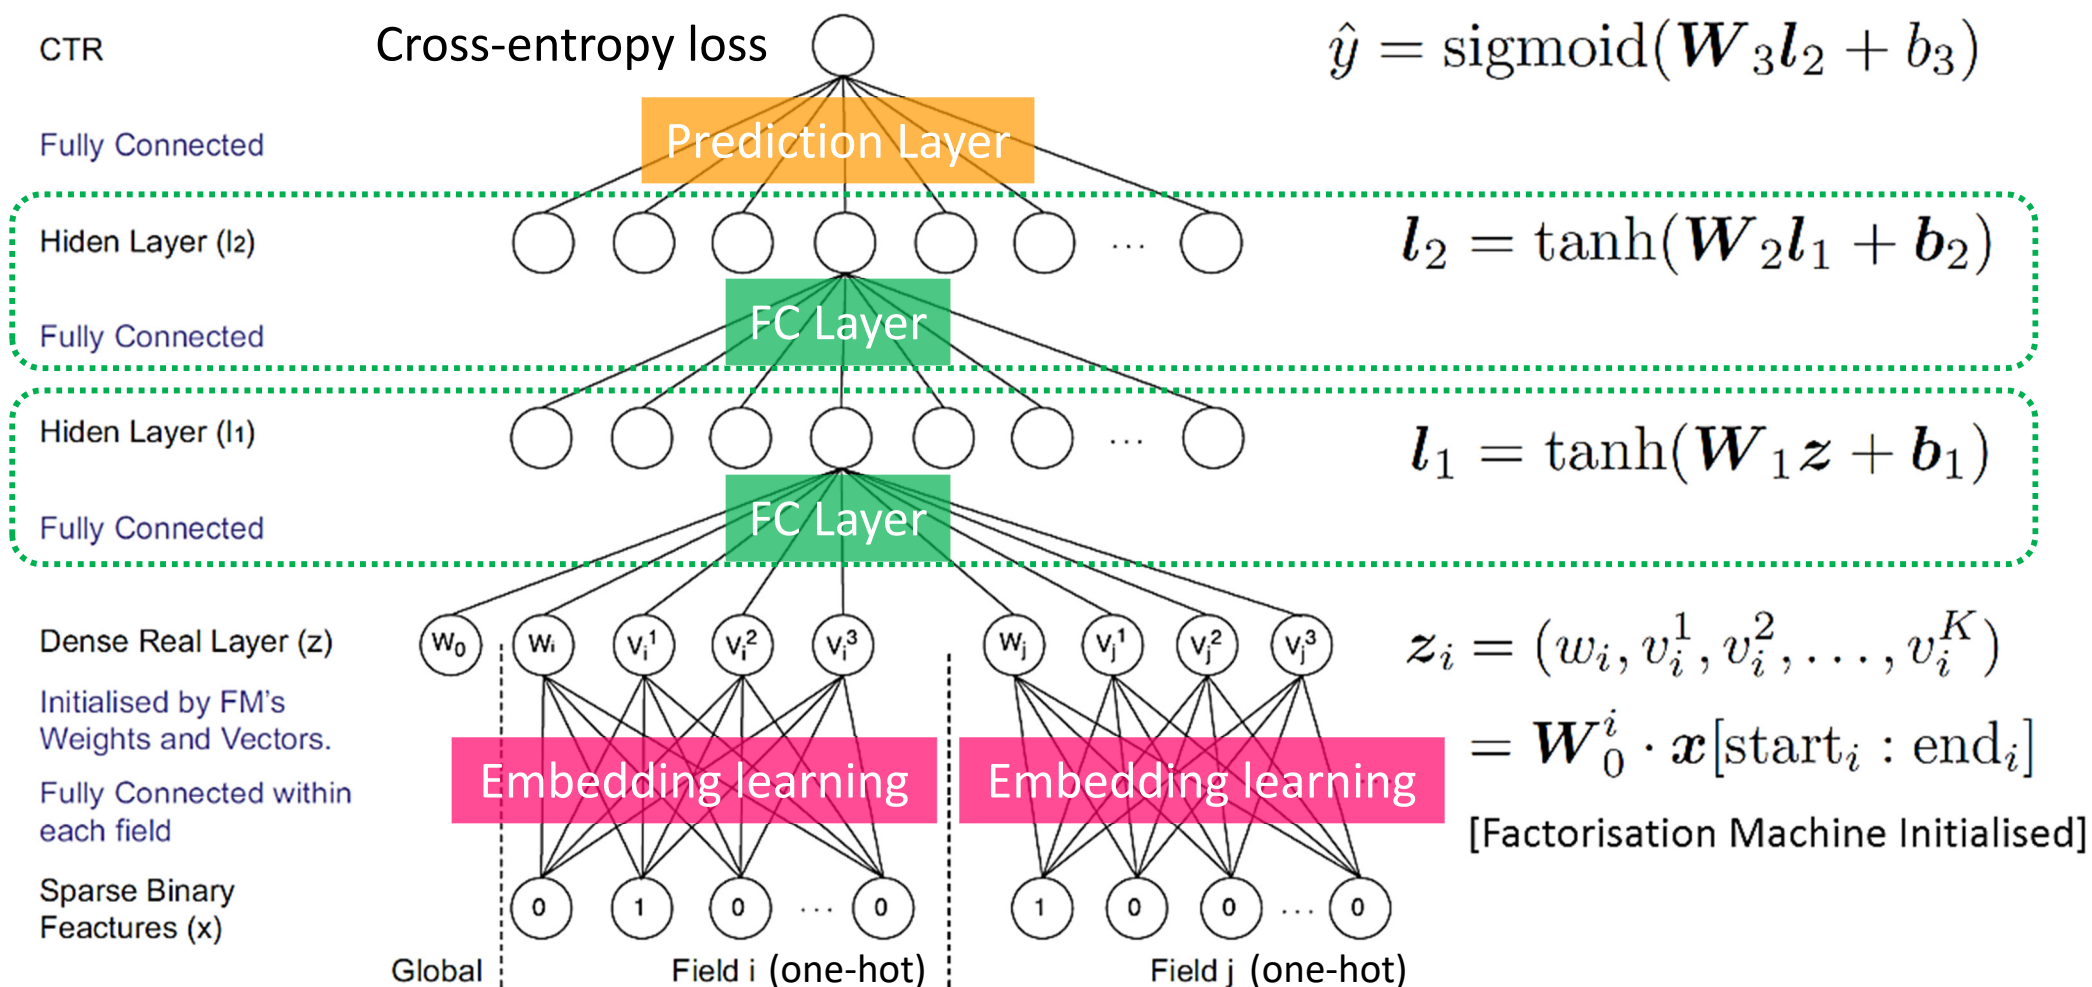 CTR
Cross-entropy loss
ŷ = sigmoid(W₃l₂ + b₃)
Fully Connected
Prediction Layer
Hiden Layer (l₂)
...
l₂ = tanh(W₂l₁ + b₂)
Fully Connected
FC Layer
Hiden Layer (l₁)
...
l₁ = tanh(W₁z + b₁)
Fully Connected
FC Layer
Dense Real Layer (z)
W₀ Wᵢ Vᵢ¹ Vᵢ² Vᵢ³ Wⱼ Vⱼ¹ Vⱼ² Vⱼ³
zᵢ = (wᵢ, vᵢ¹, vᵢ², . . . , vᵢᴷ)
Initialised by FM's
Weights and Vectors.
= W₀ⁱ · x[startᵢ : endᵢ]
Embedding learning Embedding learning
Fully Connected within
each field
[Factorisation Machine Initialised]
Sparse Binary
Feactures (x)
0 1 0 ... 0 1 0 0 ... 0
Global Field i (one-hot) Field j (one-hot)